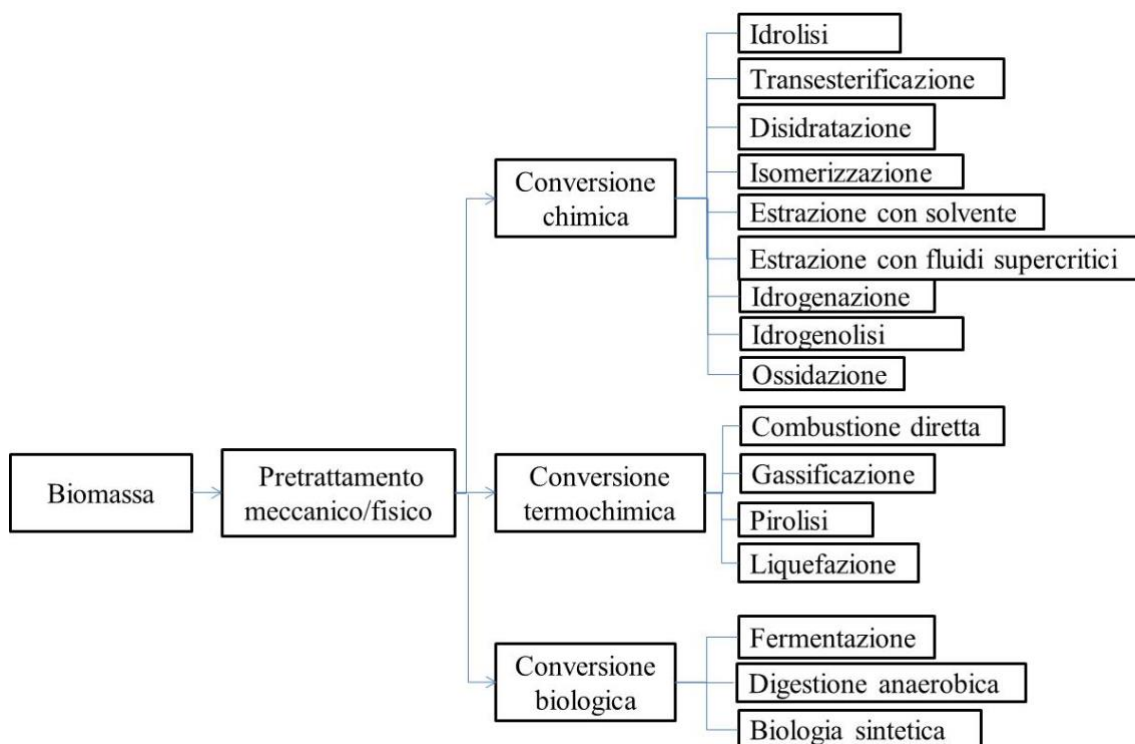 Biomassa
Pretrattamento
meccanico/fisico
Conversione
chimica
Idrolisi
Transesterificazione
Disidratazione
Isomerizzazione
Estrazione con solvente
Estrazione con fluidi supercritici
Idrogenazione
Idrogenolisi
Ossidazione
Conversione
termochimica
Combustione diretta
Gassificazione
Pirolisi
Liquefazione
Conversione
biologica
Fermentazione
Digestione anaerobica
Biologia sintetica